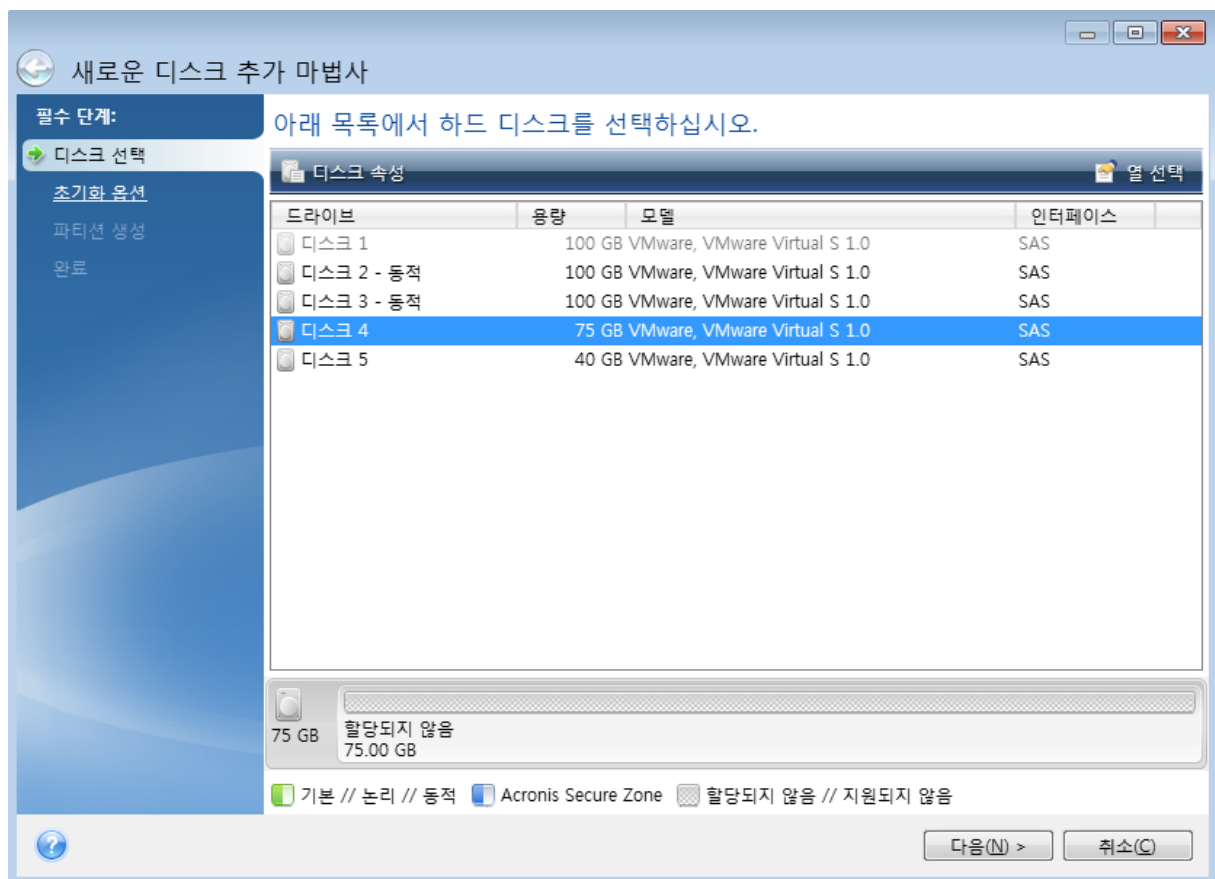 새로운 디스크 추가 마법사
필수 단계:
디스크 선택
초기화 옵션
파티션 생성
완료
아래 목록에서 하드 디스크를 선택하십시오.
디스크 속성 열 선택
드라이브 용량 모델 인터페이스
디스크 1 100 GB VMware, VMware Virtual S 1.0 SAS
디스크 2 - 동적 100 GB VMware, VMware Virtual S 1.0 SAS
디스크 3 - 동적 100 GB VMware, VMware Virtual S 1.0 SAS
디스크 4 75 GB VMware, VMware Virtual S 1.0 SAS
디스크 5 40 GB VMware, VMware Virtual S 1.0 SAS
75 GB
할당되지 않음
75.00 GB
기본 // 논리 // 동적 Acronis Secure Zone 할당되지 않음 // 지원되지 않음
다음(N) > 취소(C)